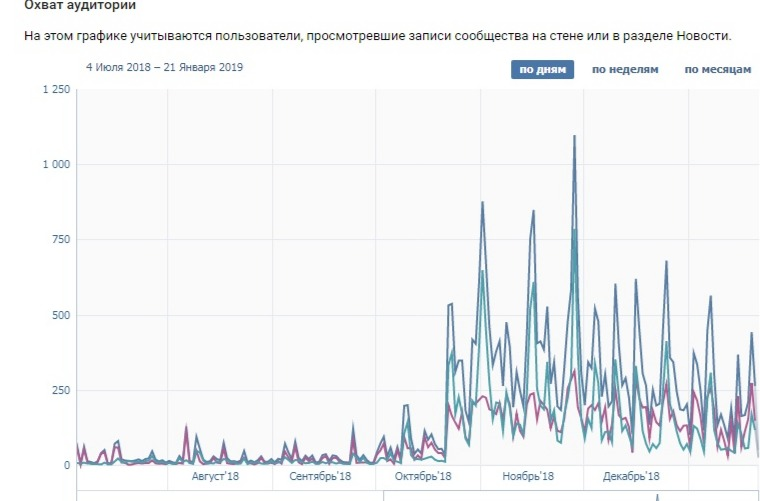 Охват аудитории
На этом графике учитываются пользователи, просмотревшие записи сообщества на стене или в разделе Новости.
4 Июля 2018 – 21 Января 2019
по дням по неделям по месяцам
1 250
1 000
750
500
250
0
Август'18 Сентябрь'18 Октябрь'18 Ноябрь'18 Декабрь'18